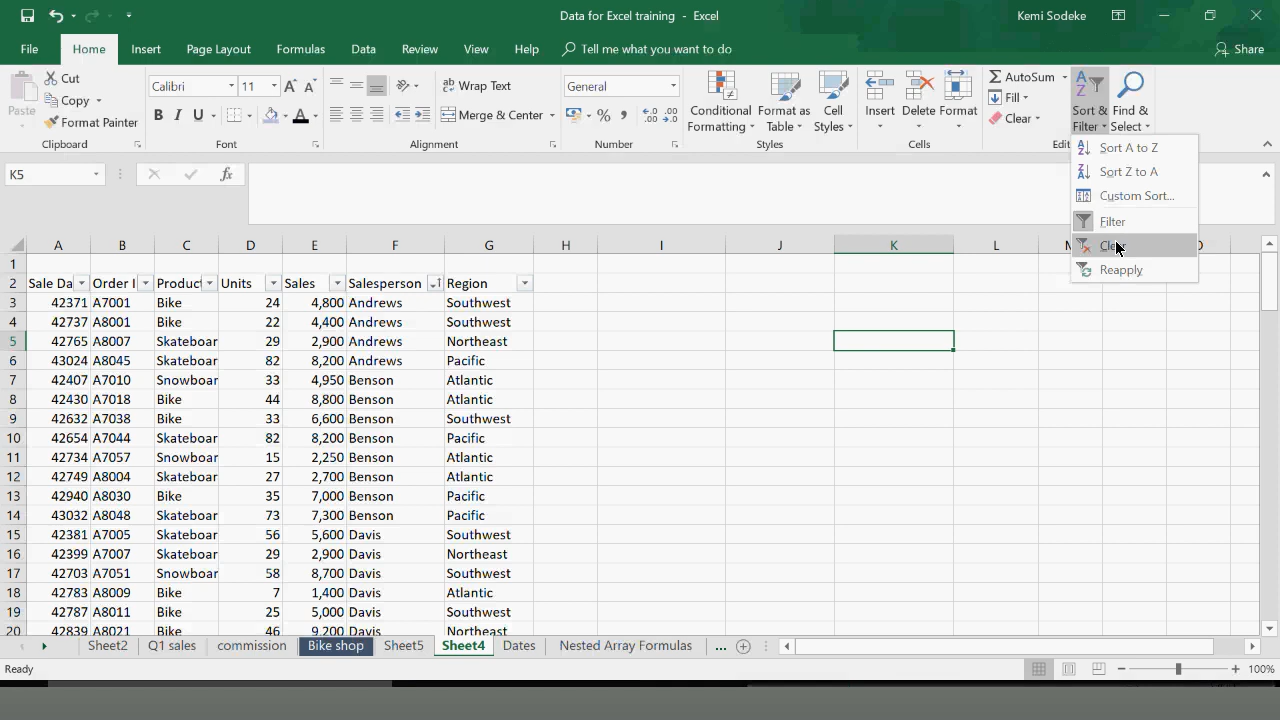 Data for Excel training - Excel
Kemi Sodeke
File Home Insert Page Layout Formulas Data Review View Help Tell me what you want to do Share
Paste
Cut
Copy
Format Painter
Clipboard
Calibri 11
B I U
Font
Wrap Text
Merge & Center
Alignment
General
%
Number
Conditional Formatting
Format as Table
Cell Styles
Styles
Insert
Delete
Format
Cells
AutoSum
Fill
Clear
Sort & Filter
Find & Select
Sort A to Z
Sort Z to A
Custom Sort...
Filter
Clear
Reapply
K5 fx
A B C D E F G H I J K L
1
2 Sale Da Order I Product Units Sales Salesperson Region
3 42371 A7001 Bike 24 4,800 Andrews Southwest
4 42737 A8001 Bike 22 4,400 Andrews Southwest
5 42765 A8007 Skateboar 29 2,900 Andrews Northeast
6 43024 A8045 Skateboar 82 8,200 Andrews Pacific
7 42407 A7010 Snowboar 33 4,950 Benson Atlantic
8 42430 A7018 Bike 44 8,800 Benson Atlantic
9 42632 A7038 Bike 33 6,600 Benson Southwest
10 42654 A7044 Skateboar 82 8,200 Benson Pacific
11 42734 A7057 Snowboar 15 2,250 Benson Atlantic
12 42749 A8004 Skateboar 27 2,700 Benson Atlantic
13 42940 A8030 Bike 35 7,000 Benson Pacific
14 43032 A8048 Skateboar 73 7,300 Benson Pacific
15 42381 A7005 Skateboar 56 5,600 Davis Southwest
16 42399 A7007 Skateboar 29 2,900 Davis Northeast
17 42703 A7051 Snowboar 58 8,700 Davis Southwest
18 42783 A8009 Bike 7 1,400 Davis Atlantic
19 42787 A8011 Bike 25 5,000 Davis Southwest
20 42839 A8021 Bike 46 9,200 Davis Northeast
Sheet2 Q1 sales commission Bike shop Sheet5 Sheet4 Dates Nested Array Formulas ...
Ready
100%